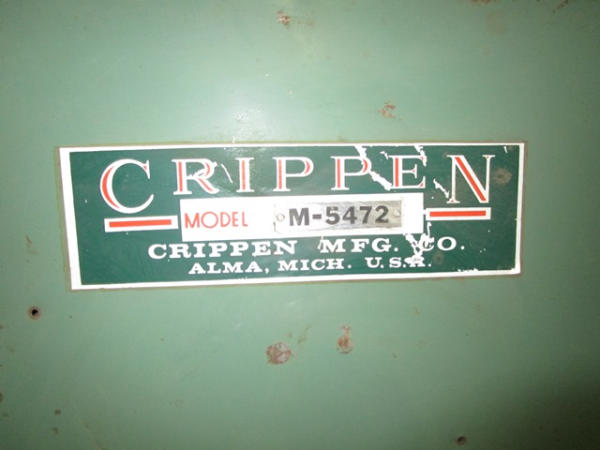 CRIPPEN
MODEL M-5472
CRIPPEN MFG. CO.
ALMA, MICH. U.S.A.